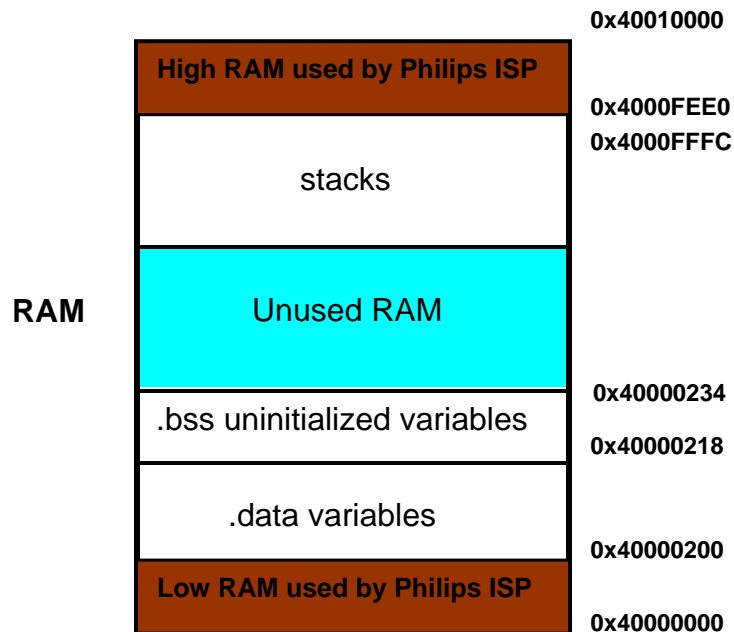 0x40010000
High RAM used by Philips ISP
0x4000FEE0
0x4000FFFC
stacks
RAM
Unused RAM
0x40000234
.bss uninitialized variables
0x40000218
.data variables
0x40000200
Low RAM used by Philips ISP
0x40000000